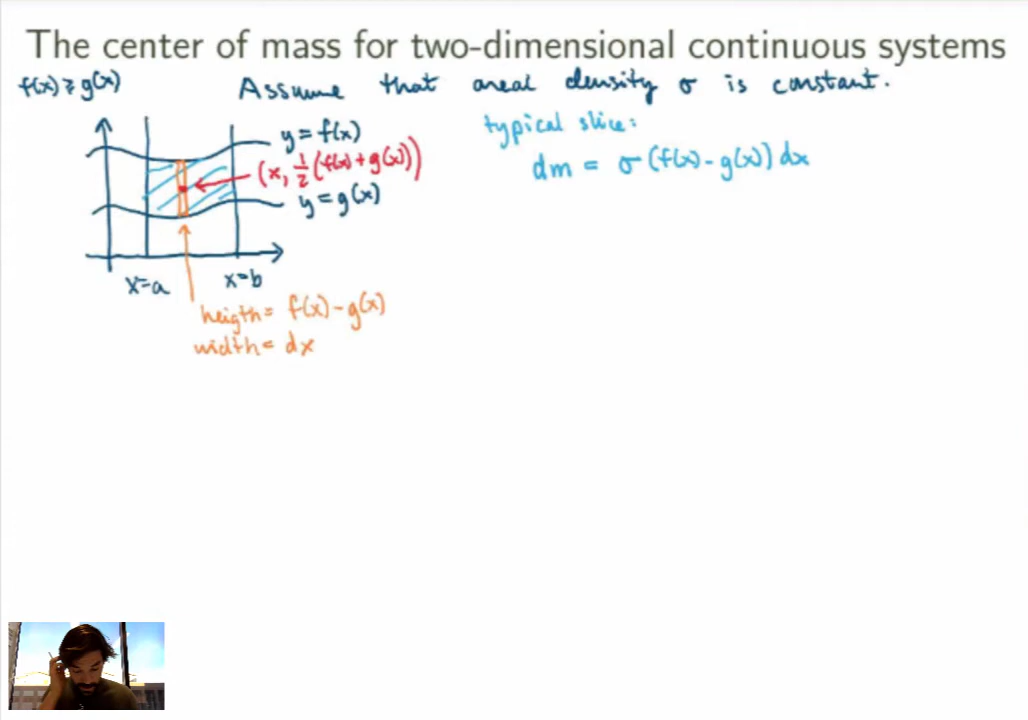 The center of mass for two-dimensional continuous systems
f(x) ≥ g(x)
Assume that areal density σ is constant.
typical slice:
dm = σ (f(x) - g(x)) dx
y = f(x)
(x, 1/2 (f(x) + g(x)))
y = g(x)
x=a
x=b
heigth= f(x) - g(x)
width= dx